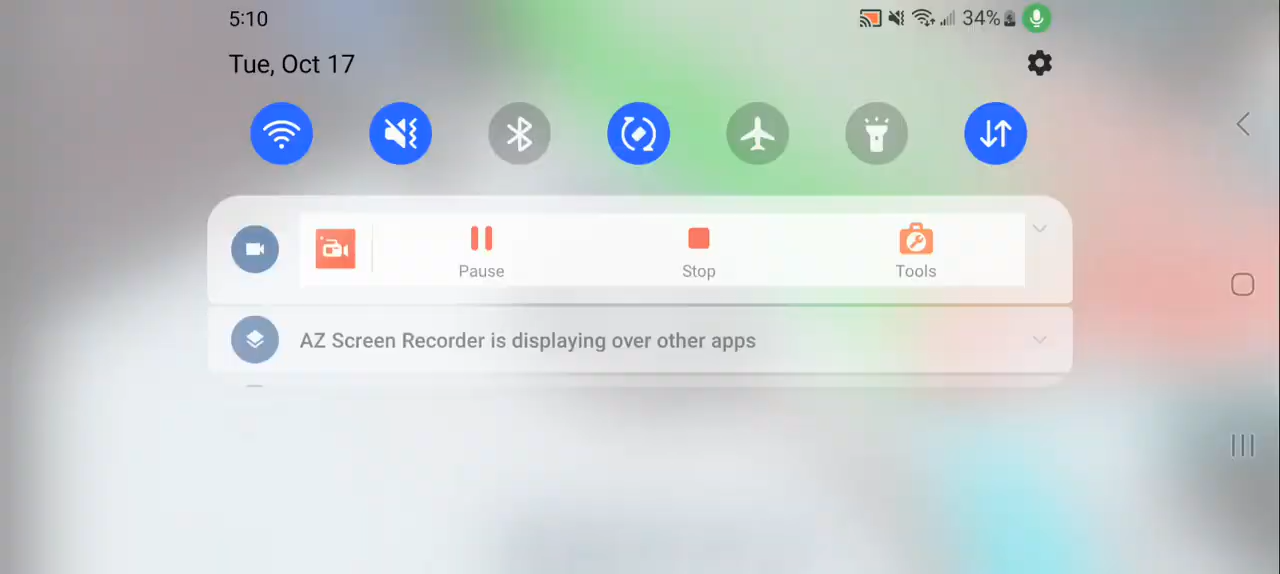 5:10
34%
Tue, Oct 17
Pause
Stop
Tools
AZ Screen Recorder is displaying over other apps